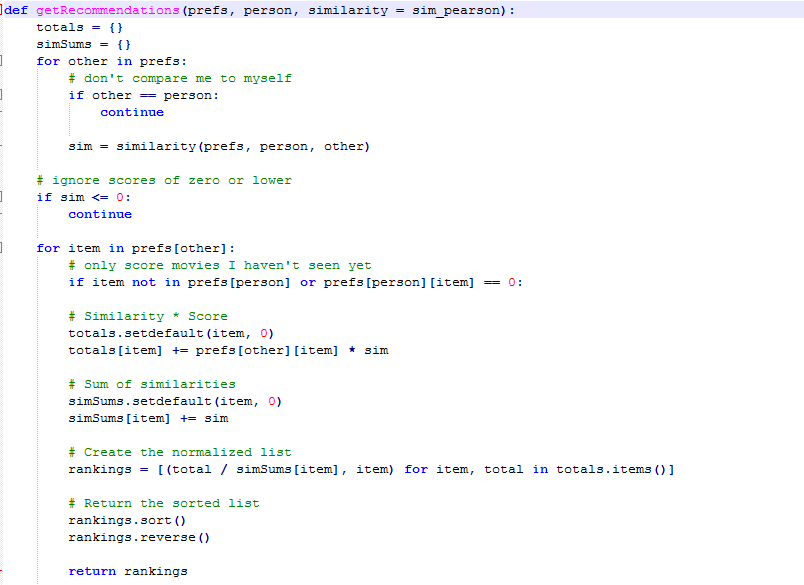 def getRecommendations(prefs, person, similarity = sim_pearson):
    totals = {}
    simSums = {}
    for other in prefs:
        # don't compare me to myself
        if other == person:
            continue

        sim = similarity(prefs, person, other)

    # ignore scores of zero or lower
    if sim <= 0:
        continue

    for item in prefs[other]:
        # only score movies I haven't seen yet
        if item not in prefs[person] or prefs[person][item] == 0:

        # Similarity * Score
        totals.setdefault(item, 0)
        totals[item] += prefs[other][item] * sim

        # Sum of similarities
        simSums.setdefault(item, 0)
        simSums[item] += sim

        # Create the normalized list
        rankings = [(total / simSums[item], item) for item, total in totals.items()]

        # Return the sorted list
        rankings.sort()
        rankings.reverse()

        return rankings